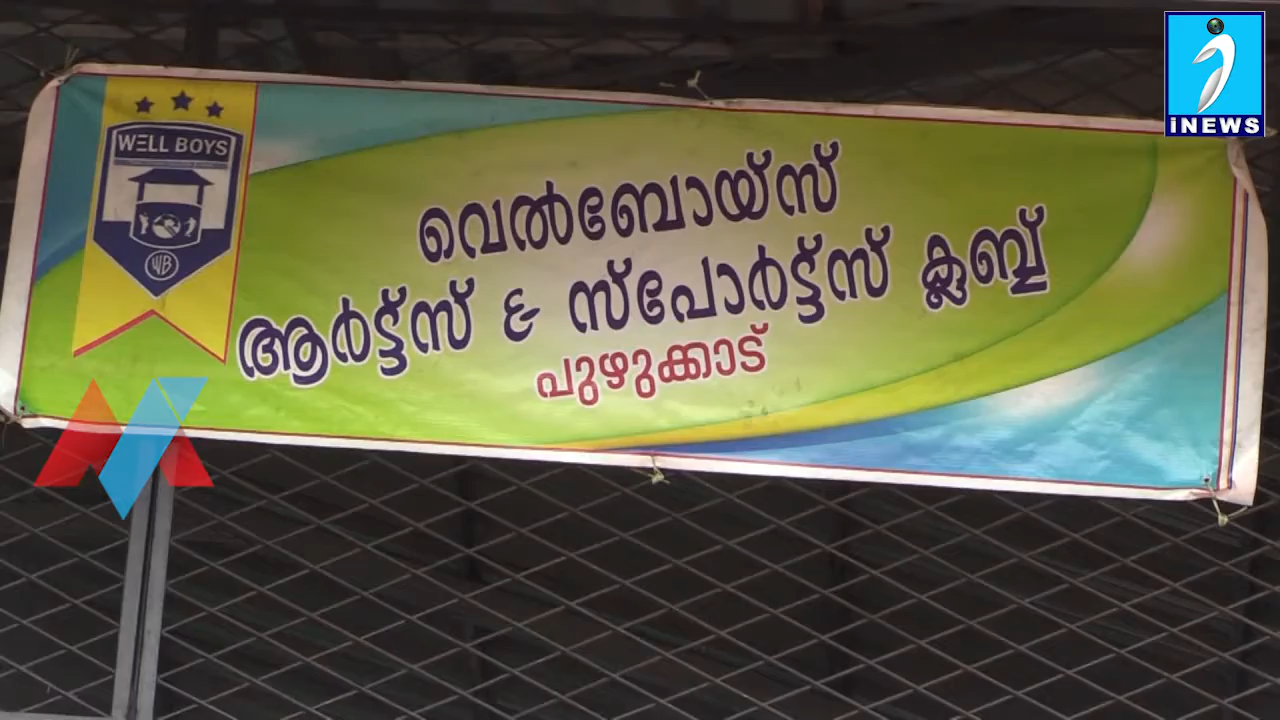 iNEWS
WELL BOYS
WB
വെൽബോയ്സ്
ആർട്ട്സ് & സ്പോർട്ട്സ് ക്ലബ്ബ്
പുഴുക്കാട്